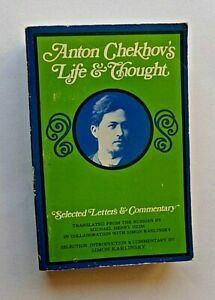 Anton Chekhov's
Life & Thought
Selected Letters & Commentary
TRANSLATED FROM THE RUSSIAN BY
MICHAEL HENRY HEIM
IN COLLABORATION WITH SIMON KARLINSKY
SELECTION, INTRODUCTION & COMMENTARY BY
SIMON KARLINSKY